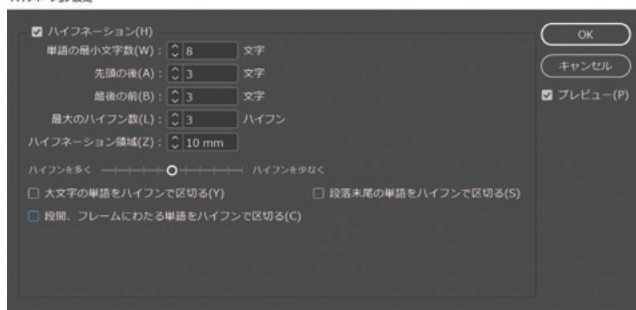 ハイフネーション(H)
単語の最小文字数(W): 8 文字
先頭の後(A): 3 文字
最後の前(B): 3 文字
最大のハイフン数(L): 3 ハイフン
ハイフネーション領域(Z): 10 mm
ハイフンを多く ハイフンを少なく
大文字の単語をハイフンで区切る(Y) 段落末尾の単語をハイフンで区切る(S)
段間、フレームにわたる単語をハイフンで区切る(C)
OK
キャンセル
プレビュー(P)